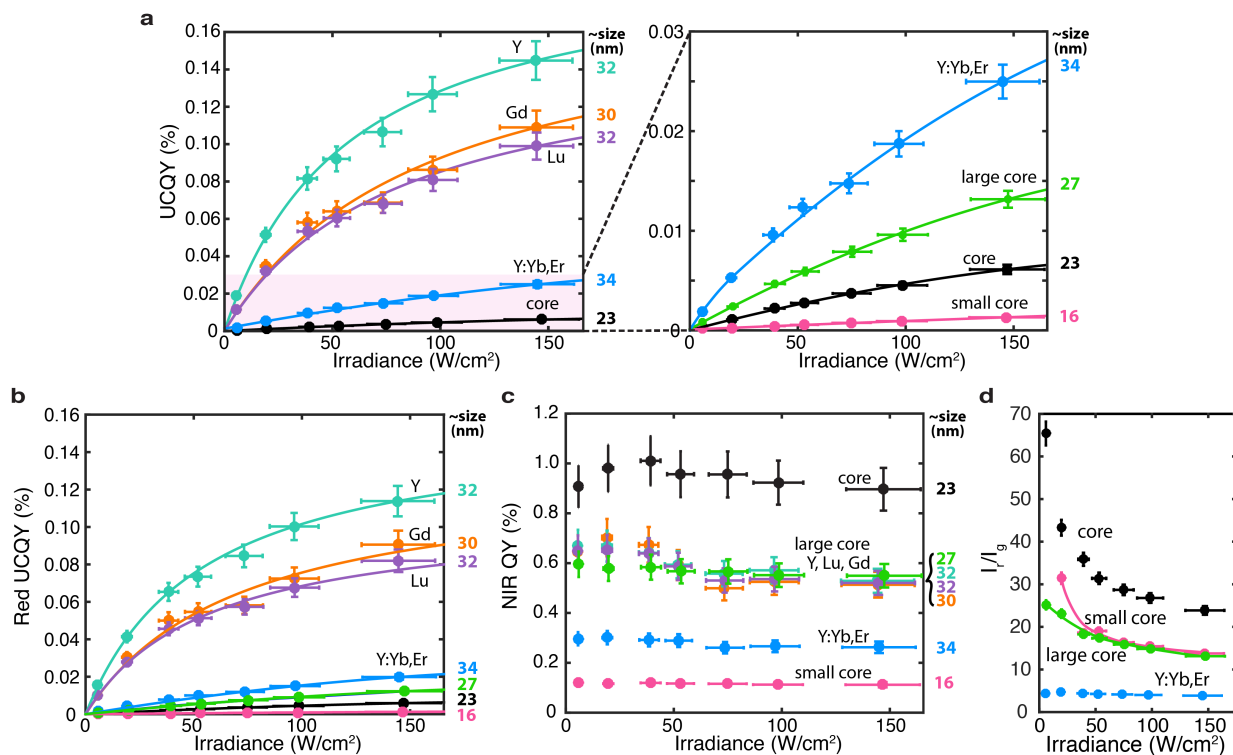 a
0.16
0.14
0.12
0.10
0.08
0.06
0.04
0.02
0
UCQY (%)
0
50
100
150
Irradiance (W/cm²)
Y
Gd
Lu
Y:Yb,Er
core
~size
(nm)
32
30
32
34
23
0.03
0.02
0.01
0
0
50
100
150
Irradiance (W/cm²)
Y:Yb,Er
large core
core
small core
~size
(nm)
34
27
23
16
b
0.16
0.14
0.12
0.10
0.08
0.06
0.04
0.02
0
Red UCQY (%)
0
50
100
150
Irradiance (W/cm²)
Y
Gd
Lu
Y:Yb,Er
~size
(nm)
32
30
32
34
27
23
16
c
1.2
1.0
0.8
0.6
0.4
0.2
0
NIR QY (%)
0
50
100
150
Irradiance (W/cm²)
core
large core
Y, Lu, Gd
Y:Yb,Er
small core
~size
(nm)
23
27
32
32
30
34
16
d
70
60
50
40
30
20
10
0
Ir/Ig
0
50
100
150
Irradiance (W/cm²)
core
small core
large core
Y:Yb,Er